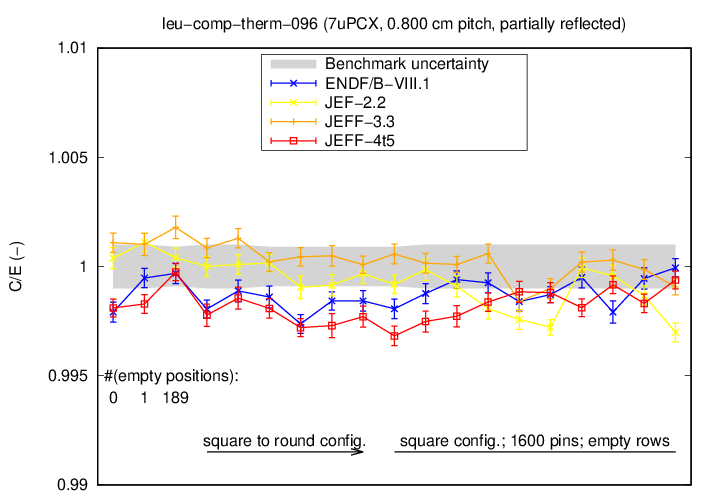 leu−comp−therm−096 (7uPCX, 0.800 cm pitch, partially reflected)
1.01
Benchmark uncertainty
ENDF/B−VIII.1
JEF−2.2
JEFF−3.3
JEFF−4t5
1.005
C/E (−)
1
0.995
#(empty positions):
0 1 189
square to round config.
square config.; 1600 pins; empty rows
0.99